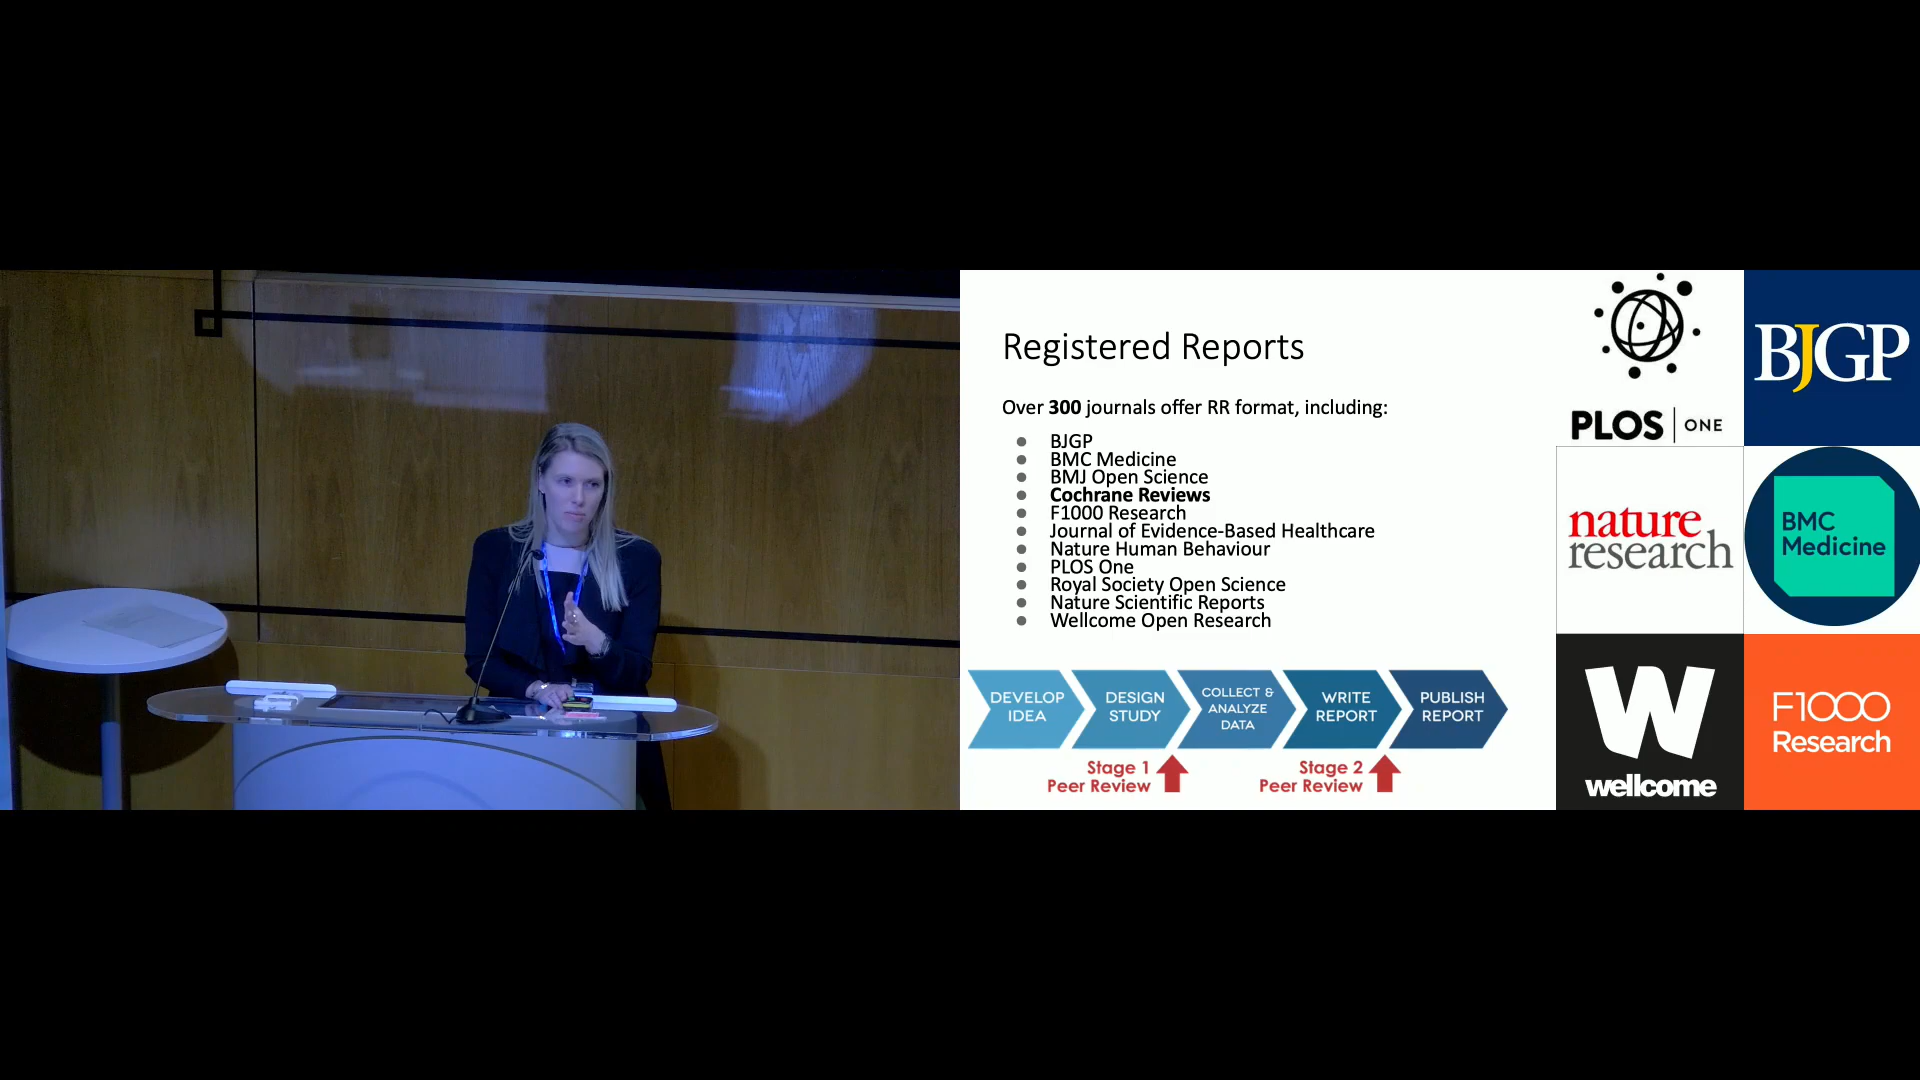 Registered Reports
Over 300 journals offer RR format, including:
BJGP
BMC Medicine
BMJ Open Science
Cochrane Reviews
F1000 Research
Journal of Evidence-Based Healthcare
Nature Human Behaviour
PLOS One
Royal Society Open Science
Nature Scientific Reports
Wellcome Open Research
DEVELOP
IDEA
DESIGN
STUDY
COLLECT &
ANALYZE
DATA
WRITE
REPORT
PUBLISH
REPORT
Stage 1
Peer Review
Stage 2
Peer Review
PLOS ONE
BJGP
nature
research
BMC
Medicine
W
wellcome
F1000
Research